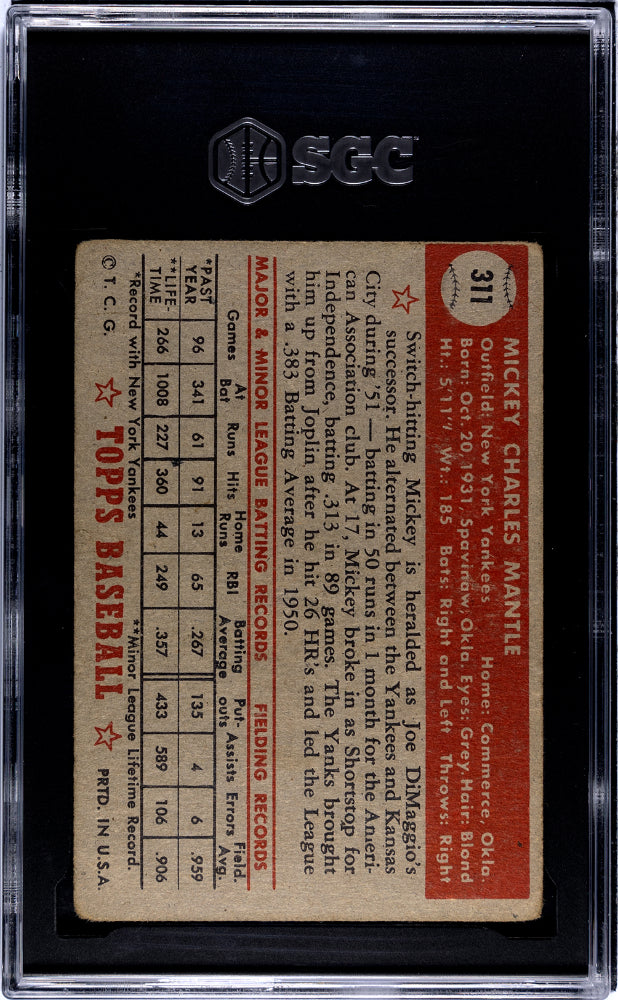 SGC
311
MICKEY CHARLES MANTLE
Outfield: New York Yankees Home: Commerce, Okla.
Born: Oct. 20, 1931, Spavinaw, Okla. Eyes: Grey Hair: Blond
Ht.: 5'11" Wt.: 185 Bats: Right and Left Throws: Right
Switch-hitting Mickey is heralded as Joe DiMaggio's
successor. He alternated between the Yankees and Kansas
City during '51 — batting in 50 runs in 1 month for the Ameri-
can Association club. At 17, Mickey broke in as Shortstop for
Independence, batting .313 in 89 games. The Yanks brought
him up from Joplin after he hit 26 HR's and led the League
with a .383 Batting Average in 1950.
MAJOR & MINOR LEAGUE BATTING RECORDS FIELDING RECORDS
Games At Bat Runs Hits Home Runs RBI Batting Average Put-outs Assists Errors Field. Avg.
*PAST YEAR 96 341 61 91 13 65 .267 135 4 6 .959
**LIFE-TIME 266 1008 227 360 44 249 .357 433 589 106 .906
*Record with New York Yankees **Minor League Lifetime Record.
© T. C. G. TOPPS BASEBALL PRTD. IN U.S.A.